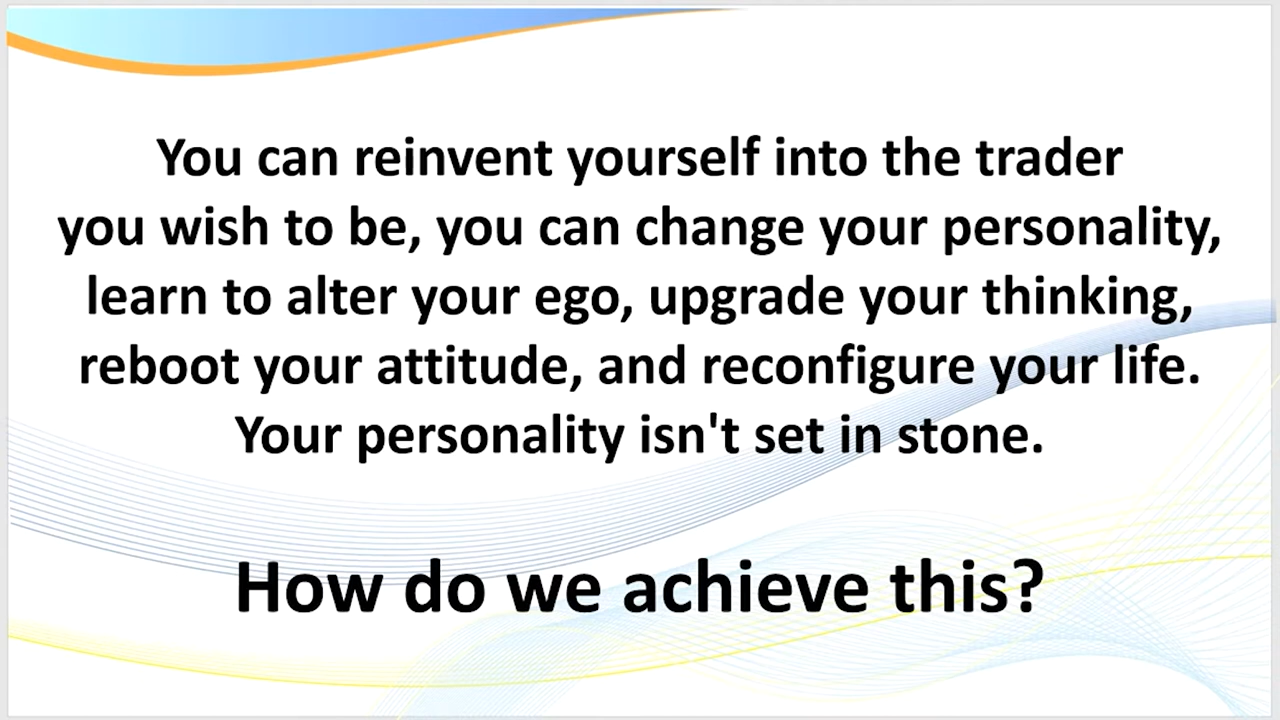 You can reinvent yourself into the trader
you wish to be, you can change your personality,
learn to alter your ego, upgrade your thinking,
reboot your attitude, and reconfigure your life.
Your personality isn't set in stone.
How do we achieve this?